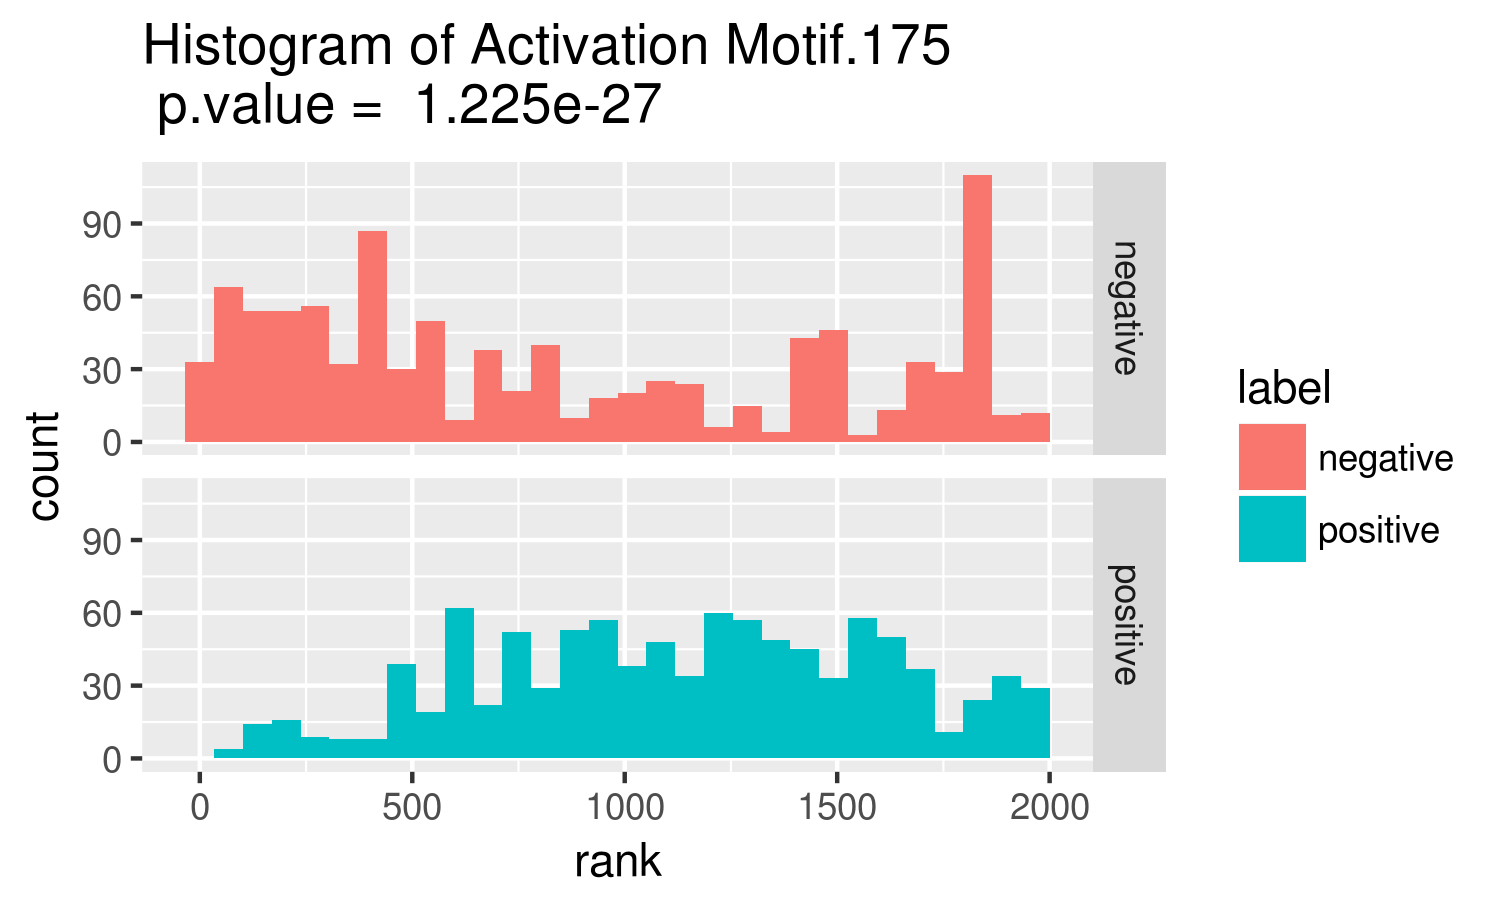 Histogram of Activation Motif.175
p.value = 1.225e-27
90
60
30
0
negative
count
90
60
30
0
positive
0 500 1000 1500 2000
rank
label
negative
positive